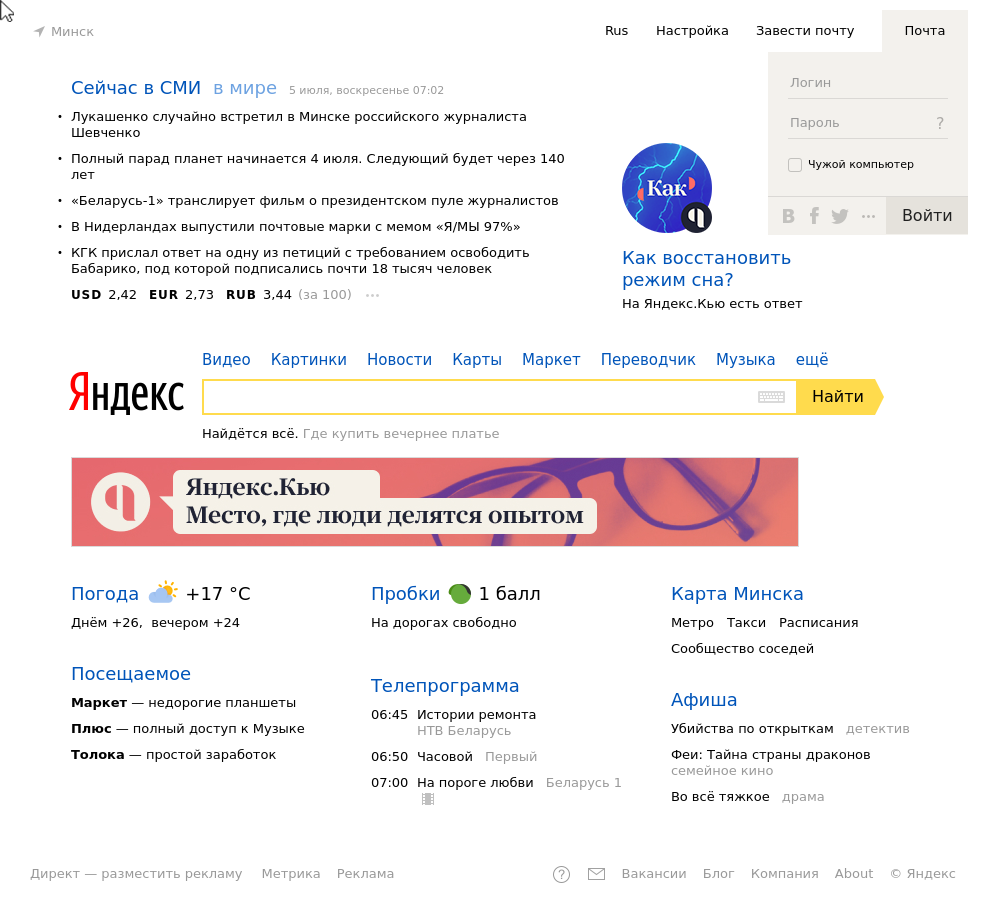 Минск
Rus Настройка Завести почту Почта
Сейчас в СМИ в мире 5 июля, воскресенье 07:02
• Лукашенко случайно встретил в Минске российского журналиста
Шевченко
• Полный парад планет начинается 4 июля. Следующий будет через 140
лет
• «Беларусь-1» транслирует фильм о президентском пуле журналистов
• В Нидерландах выпустили почтовые марки с мемом «Я/МЫ 97%»
• КГК прислал ответ на одну из петиций с требованием освободить
Бабарико, под которой подписались почти 18 тысяч человек
USD 2,42 EUR 2,73 RUB 3,44 (за 100) •••
Логин
Пароль ?
Чужой компьютер
В f ••• Войти
Как
Как восстановить
режим сна?
На Яндекс.Кью есть ответ
Видео Картинки Новости Карты Маркет Переводчик Музыка ещё
Яндекс
Найти
Найдётся всё. Где купить вечернее платье
Яндекс.Кью
Место, где люди делятся опытом
Погода +17 °C
Днём +26, вечером +24
Посещаемое
Маркет — недорогие планшеты
Плюс — полный доступ к Музыке
Толока — простой заработок
Пробки 1 балл
На дорогах свободно
Телепрограмма
06:45 Истории ремонта
НТВ Беларусь
06:50 Часовой Первый
07:00 На пороге любви Беларусь 1
Карта Минска
Метро Такси Расписания
Сообщество соседей
Афиша
Убийства по открыткам детектив
Феи: Тайна страны драконов
семейное кино
Во всё тяжкое драма
Директ — разместить рекламу Метрика Реклама ? Вакансии Блог Компания About © Яндекс